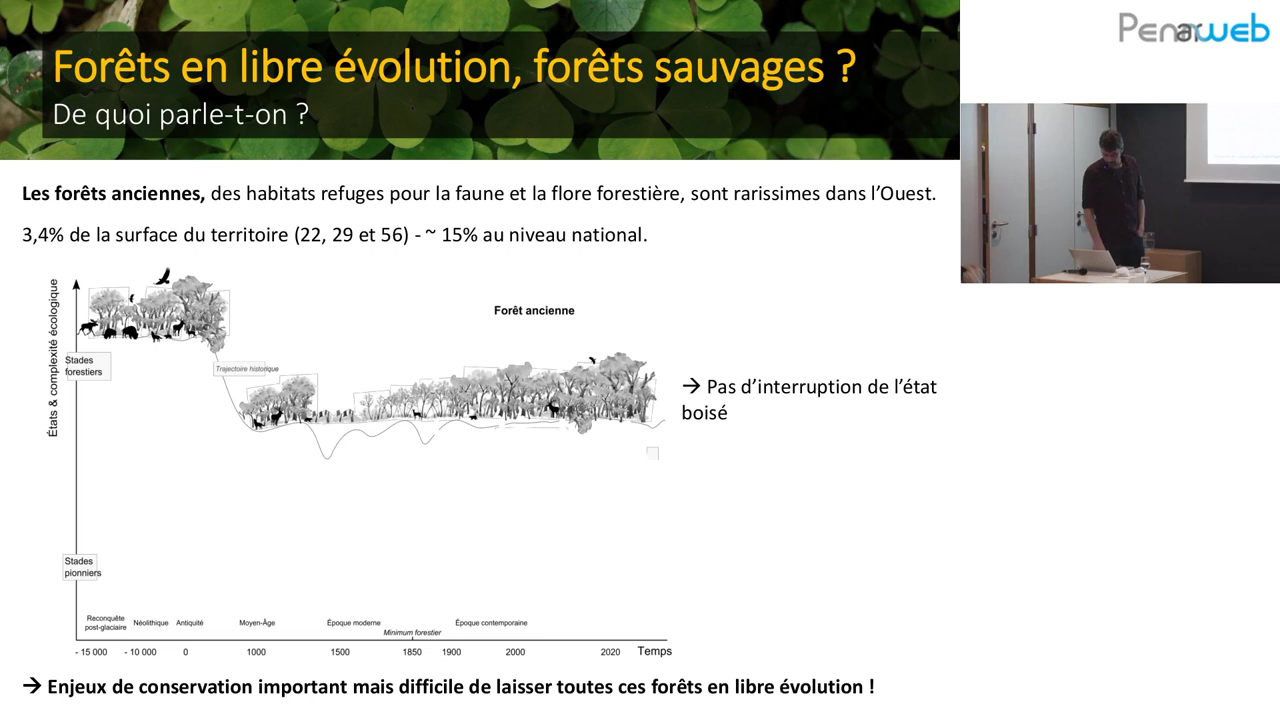 Forêts en libre évolution, forêts sauvages ?
De quoi parle-t-on ?
Penarweb
Les forêts anciennes, des habitats refuges pour la faune et la flore forestière, sont rarissimes dans l’Ouest.
3,4% de la surface du territoire (22, 29 et 56) - ~ 15% au niveau national.
États & complexité écologique
Forêt ancienne
Stades
forestiers
Trajectoire historique
→ Pas d’interruption de l’état
boisé
Stades
pionniers
Reconquête
post-glaciaire
Néolithique
Antiquité
Moyen-Âge
Époque moderne
Époque contemporaine
Minimum forestier
- 15 000
- 10 000
0
1000
1500
1850
1900
2000
2020
Temps
→ Enjeux de conservation important mais difficile de laisser toutes ces forêts en libre évolution !